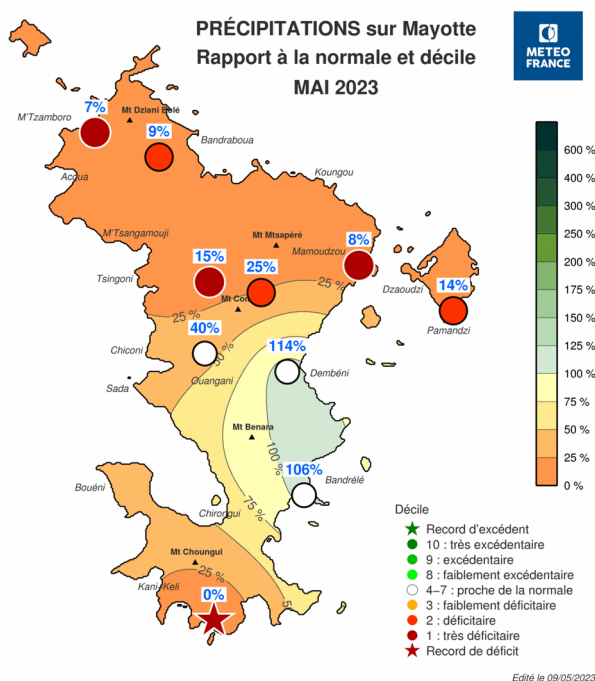 PRÉCIPITATIONS sur Mayotte
Rapport à la normale et décile
MAI 2023
METEO
FRANCE
7%
M'Tzamboro
Mt Dziani Bolé
9%
Bandraboua
Acoua
Koungou
M'Tsangamouji
Mt Mtsapéré
Mamoudzou
8%
15%
25%
Tsingoni
Dzaoudzi
14%
Pamandzi
25 %
25 %
Mt Com
40%
114%
Chiconi
50 %
Ouangani
Dembéni
Sada
Mt Benara
100 %
106%
Bandrélé
Bouéni
Chirongui
75 %
Mt Choungui
25 %
Kani-Kéli
0%
5
600 %
400 %
300 %
250 %
200 %
175 %
150 %
125 %
100 %
75 %
50 %
25 %
0 %
Décile
Record d'excédent
10 : très excédentaire
9 : excédentaire
8 : faiblement excédentaire
4–7 : proche de la normale
3 : faiblement déficitaire
2 : déficitaire
1 : très déficitaire
Record de déficit
Edité le 09/05/2023